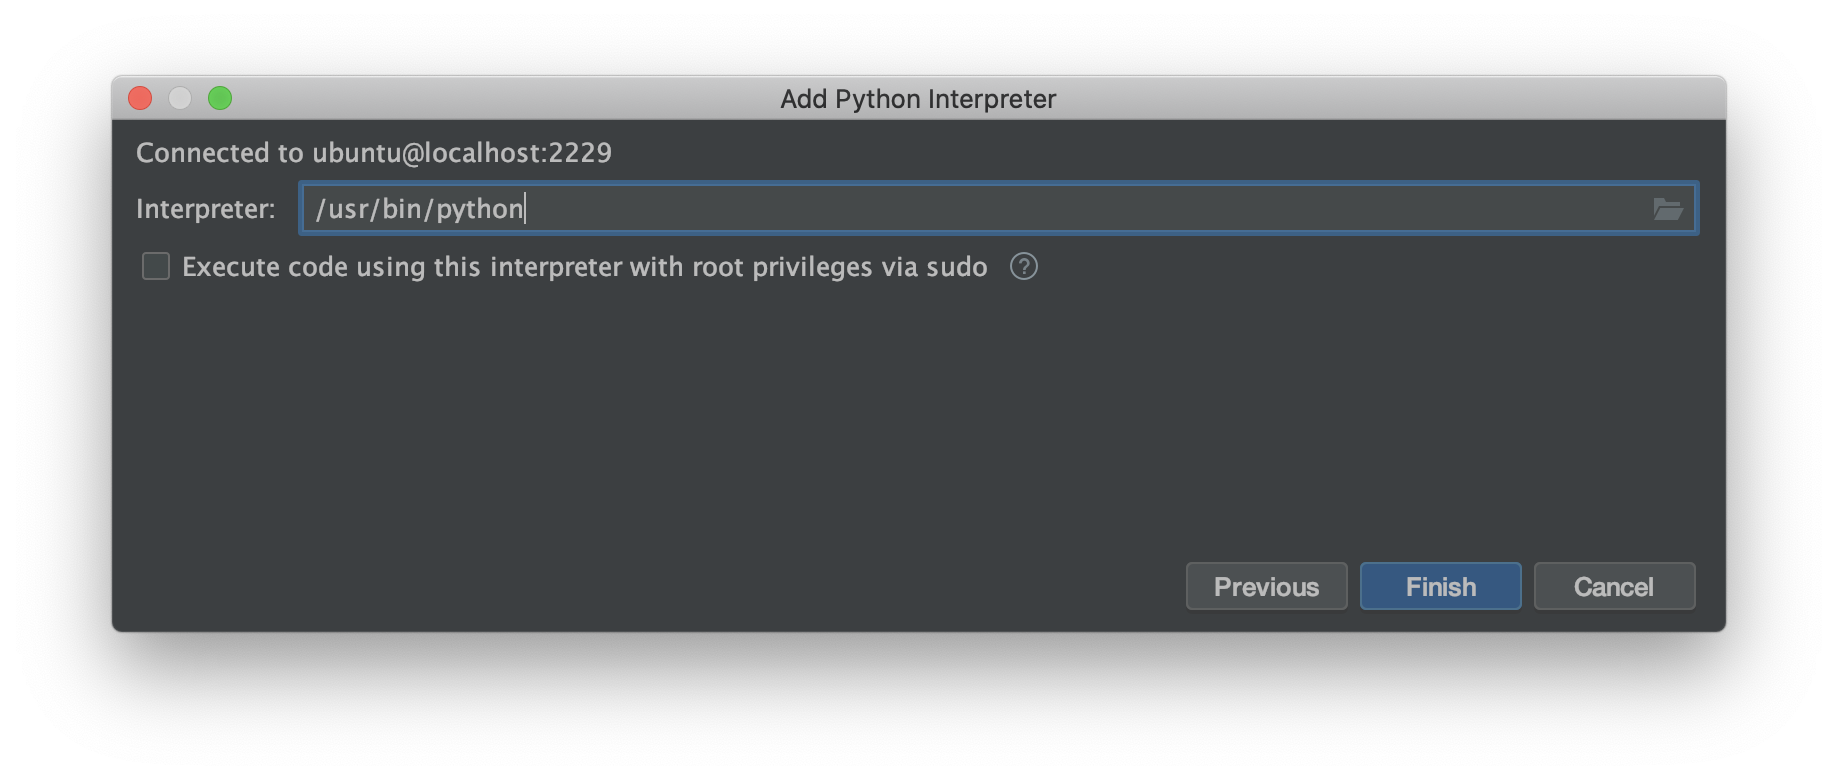 Add Python Interpreter
Connected to ubuntu@localhost:2229
Interpreter: /usr/bin/python
Execute code using this interpreter with root privileges via sudo ?
Previous Finish Cancel